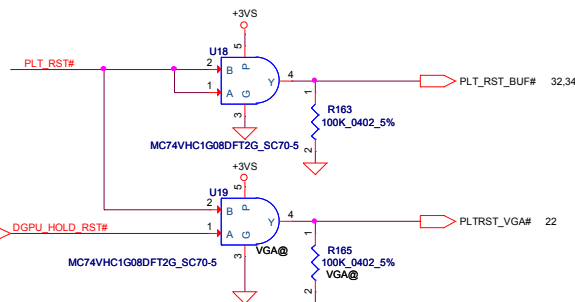 +3VS
U18
5
PLT_RST#
2
B
P
Y
4
PLT_RST_BUF# 32,34
1
A
G
3
1
R163
100K_0402_5%
2
MC74VHC1G08DFT2G_SC70-5
+3VS
U19
5
2
B
P
Y
4
PLTRST_VGA# 22
DGPU_HOLD_RST#
1
A
G
3
VGA@
1
R165
100K_0402_5%
VGA@
2
MC74VHC1G08DFT2G_SC70-5